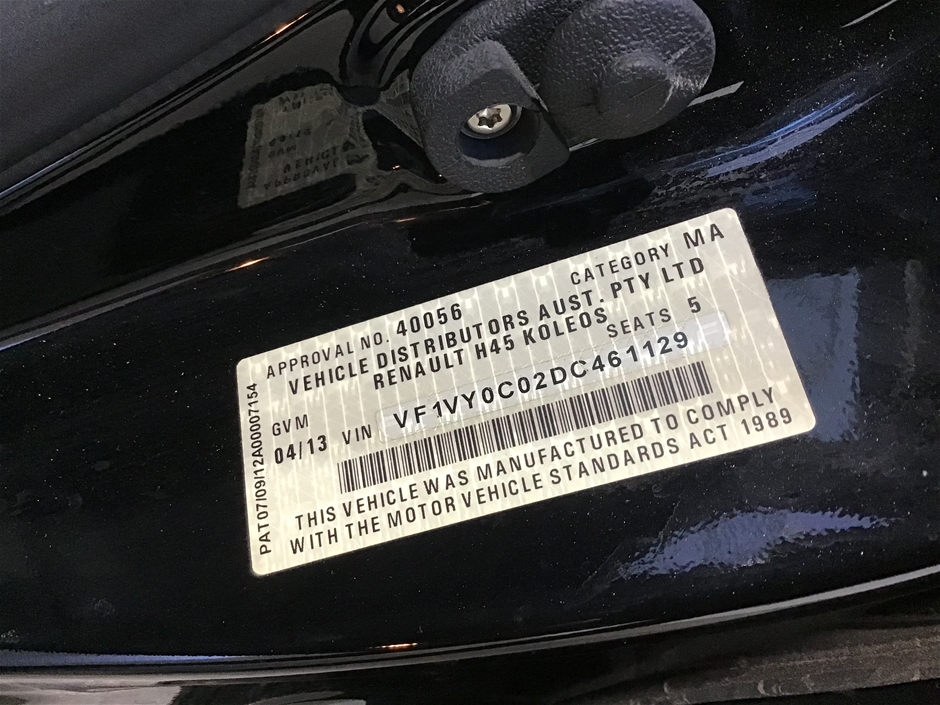 APPROVAL NO. 40056 CATEGORY MA
VEHICLE DISTRIBUTORS AUST. PTY LTD
RENAULT H45 KOLEOS
GVM SEATS 5
04/13 VIN VF1VY0C02DC461129
THIS VEHICLE WAS MANUFACTURED TO COMPLY
WITH THE MOTOR VEHICLE STANDARDS ACT 1989
PAT07/09/12A00007154